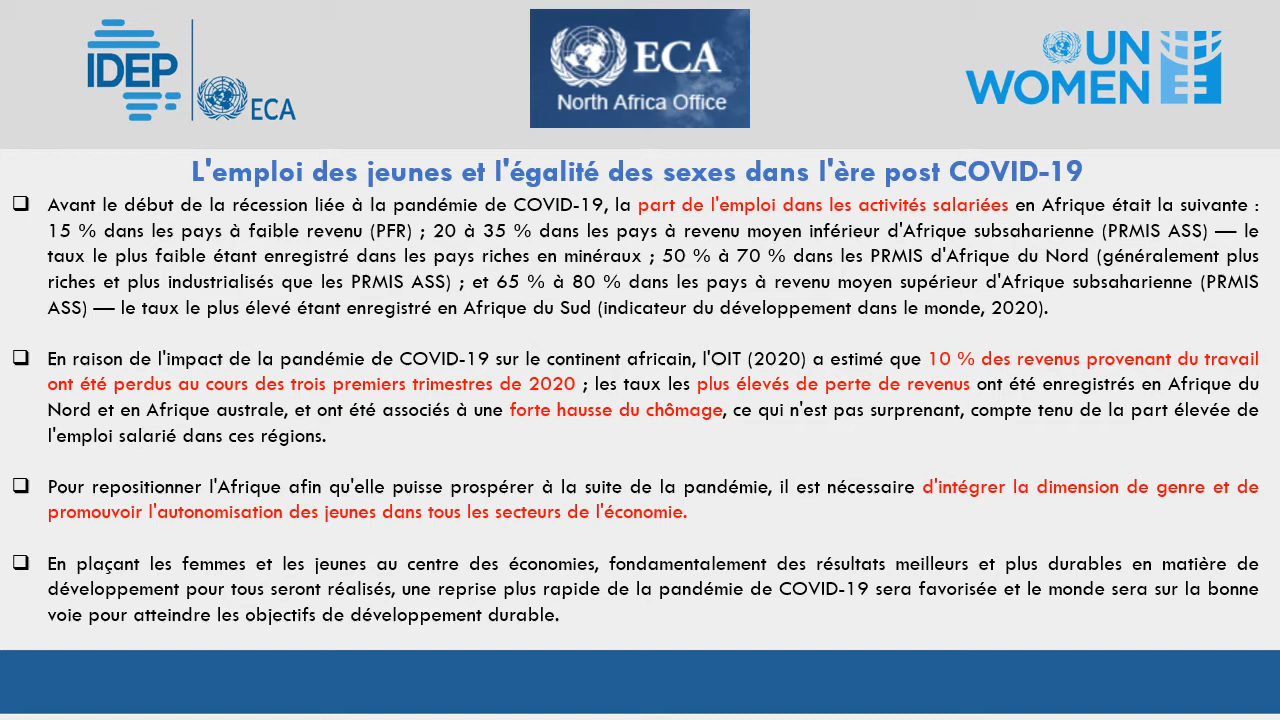 IDEP
ECA
ECA
North Africa Office
UN
WOMEN
L'emploi des jeunes et l'égalité des sexes dans l'ère post COVID-19
Avant le début de la récession liée à la pandémie de COVID-19, la part de l'emploi dans les activités salariées en Afrique était la suivante :
15 % dans les pays à faible revenu (PFR) ; 20 à 35 % dans les pays à revenu moyen inférieur d'Afrique subsaharienne (PRMIS ASS) — le
taux le plus faible étant enregistré dans les pays riches en minéraux ; 50 % à 70 % dans les PRMIS d'Afrique du Nord (généralement plus
riches et plus industrialisés que les PRMIS ASS) ; et 65 % à 80 % dans les pays à revenu moyen supérieur d'Afrique subsaharienne (PRMIS
ASS) — le taux le plus élevé étant enregistré en Afrique du Sud (indicateur du développement dans le monde, 2020).
En raison de l'impact de la pandémie de COVID-19 sur le continent africain, l'OIT (2020) a estimé que 10 % des revenus provenant du travail
ont été perdus au cours des trois premiers trimestres de 2020 ; les taux les plus élevés de perte de revenus ont été enregistrés en Afrique du
Nord et en Afrique australe, et ont été associés à une forte hausse du chômage, ce qui n'est pas surprenant, compte tenu de la part élevée de
l'emploi salarié dans ces régions.
Pour repositionner l'Afrique afin qu'elle puisse prospérer à la suite de la pandémie, il est nécessaire d'intégrer la dimension de genre et de
promouvoir l'autonomisation des jeunes dans tous les secteurs de l'économie.
En plaçant les femmes et les jeunes au centre des économies, fondamentalement des résultats meilleurs et plus durables en matière de
développement pour tous seront réalisés, une reprise plus rapide de la pandémie de COVID-19 sera favorisée et le monde sera sur la bonne
voie pour atteindre les objectifs de développement durable.